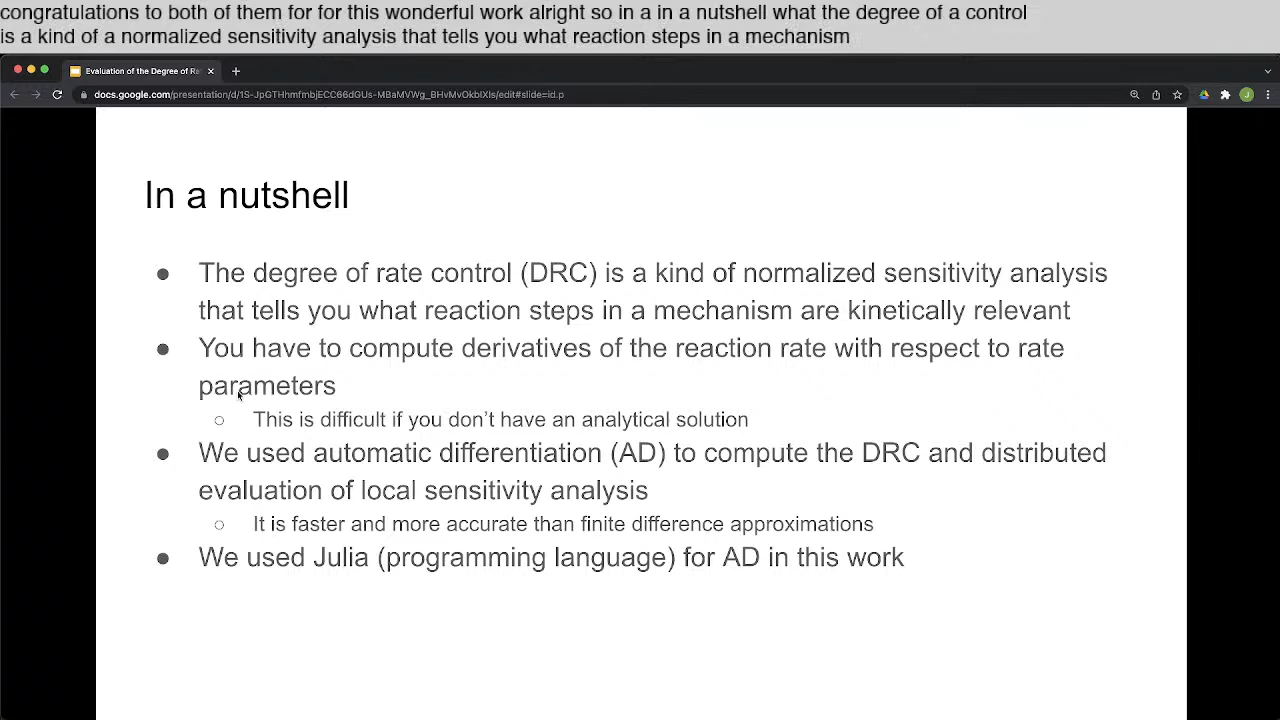 congratulations to both of them for for this wonderful work alright so in a in a nutshell what the degree of a control
is a kind of a normalized sensitivity analysis that tells you what reaction steps in a mechanism
Evaluation of the Degree of Ra
docs.google.com/presentation/d/1S-JpGTHhmfmbjECC66dGUs-MBaMVWg_BHvMvOkbIXls/edit#slide=id.p
J
In a nutshell
● The degree of rate control (DRC) is a kind of normalized sensitivity analysis
that tells you what reaction steps in a mechanism are kinetically relevant
● You have to compute derivatives of the reaction rate with respect to rate
parameters
○ This is difficult if you don’t have an analytical solution
● We used automatic differentiation (AD) to compute the DRC and distributed
evaluation of local sensitivity analysis
○ It is faster and more accurate than finite difference approximations
● We used Julia (programming language) for AD in this work